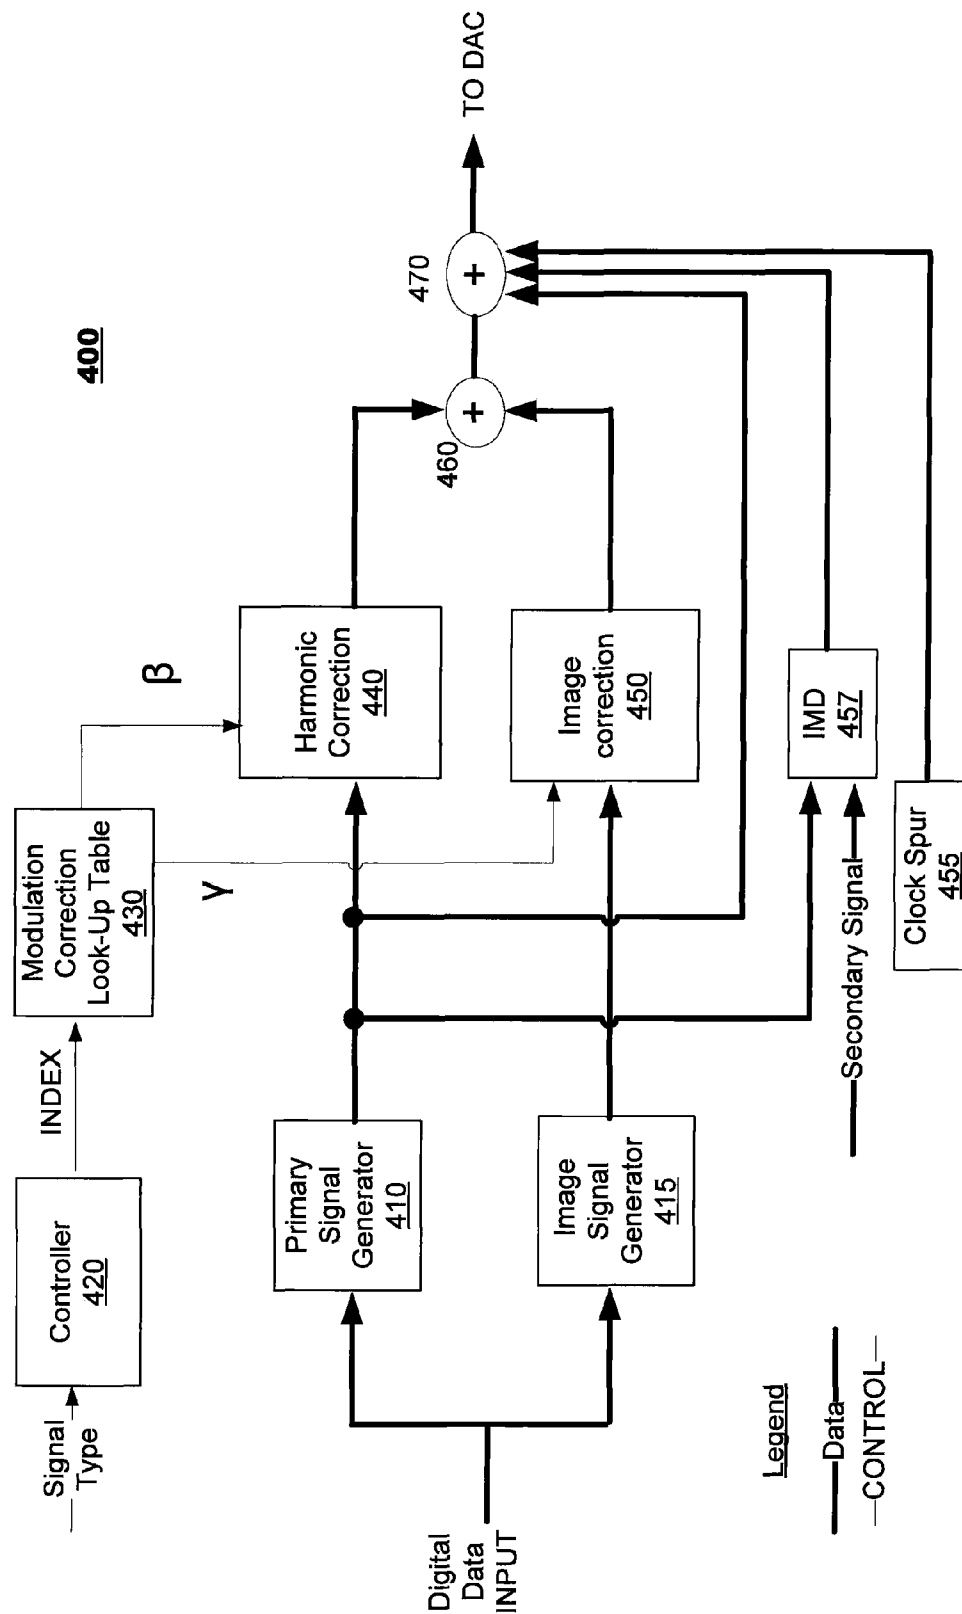 400
Signal
Type
Controller
420
INDEX
Modulation
Correction
Look-Up Table
430
β
γ
Digital
Data
INPUT
Primary
Signal
Generator
410
Image
Signal
Generator
415
Harmonic
Correction
440
Image
correction
450
460
+
470
+
TO DAC
Secondary Signal
IMD
457
Clock Spur
455
Legend
Data
CONTROL